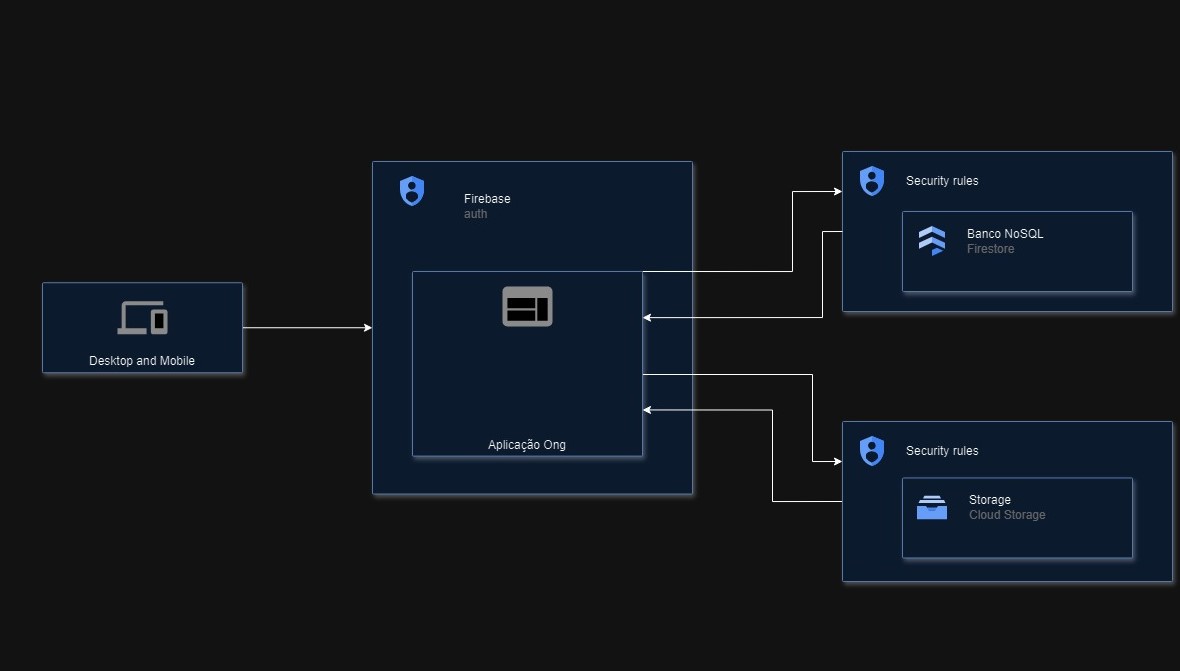 Desktop and Mobile
Firebase
auth
Aplicação Ong
Security rules
Banco NoSQL
Firestore
Security rules
Storage
Cloud Storage